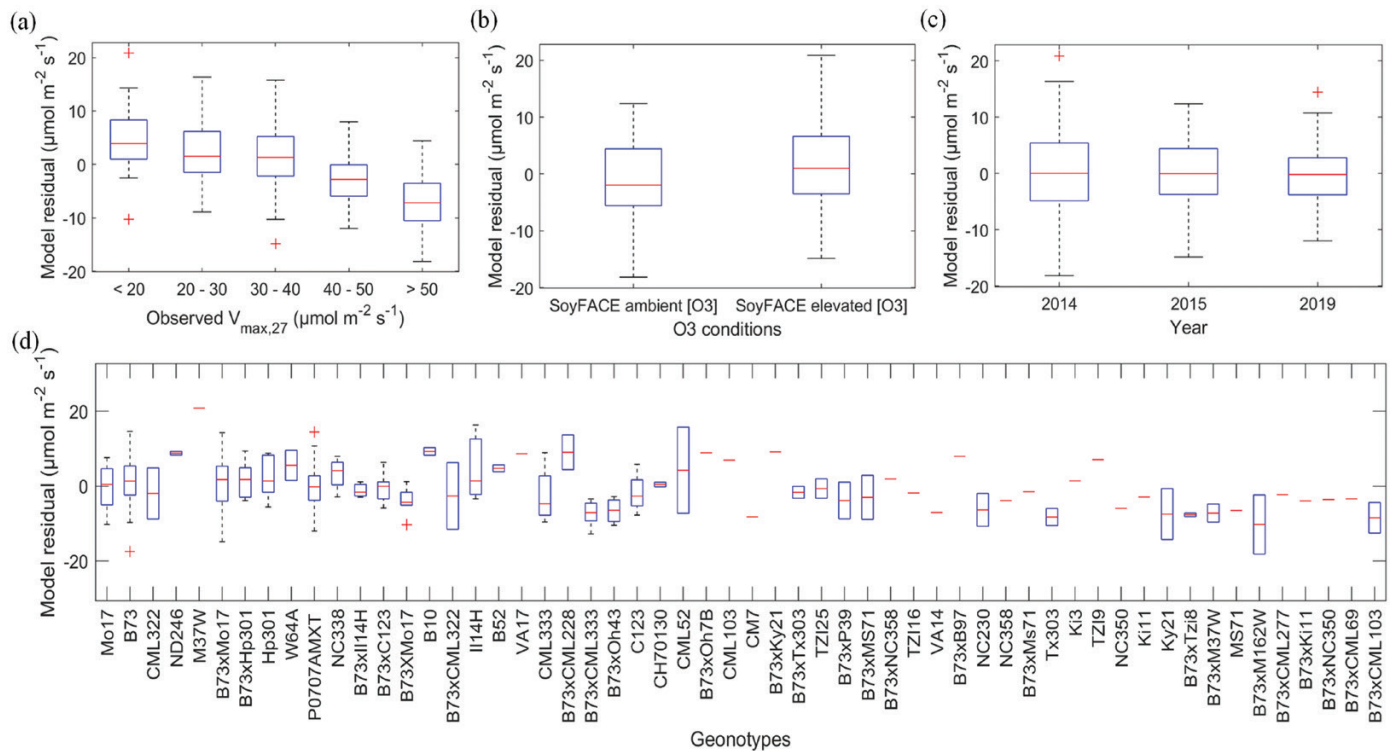 (a)
Model residual (µmol m⁻² s⁻¹)
20
10
0
-10
-20
< 20
20 - 30
30 - 40
40 - 50
> 50
Observed Vmax,27 (µmol m⁻² s⁻¹)
(b)
Model residual (µmol m⁻² s⁻¹)
20
10
0
-10
-20
SoyFACE ambient [O3]
SoyFACE elevated [O3]
O3 conditions
(c)
Model residual (µmol m⁻² s⁻¹)
20
10
0
-10
-20
2014
2015
2019
Year
(d)
Model residual (µmol m⁻² s⁻¹)
20
0
-20
Mo17
B73
CML322
ND246
M37W
B73xMo17
B73xHp301
Hp301
W64A
P0707AMXT
NC338
B73xIl14H
B73xC123
B73XMo17
B10
B73xCML322
Il14H
B52
VA17
CML333
B73xCML228
B73xCML333
B73xOh43
C123
CH70130
CML52
B73xOh7B
CML103
CM7
B73xKy21
B73xTx303
TZI25
B73xP39
B73xMS71
B73xNC358
TZI16
VA14
B73xB97
NC230
NC358
B73xMs71
Tx303
Ki3
TZI9
NC350
Ki11
Ky21
B73xTzi8
B73xM37W
MS71
B73xM162W
B73xCML277
B73xKi11
B73xNC350
B73xCML69
B73xCML103
Geonotypes